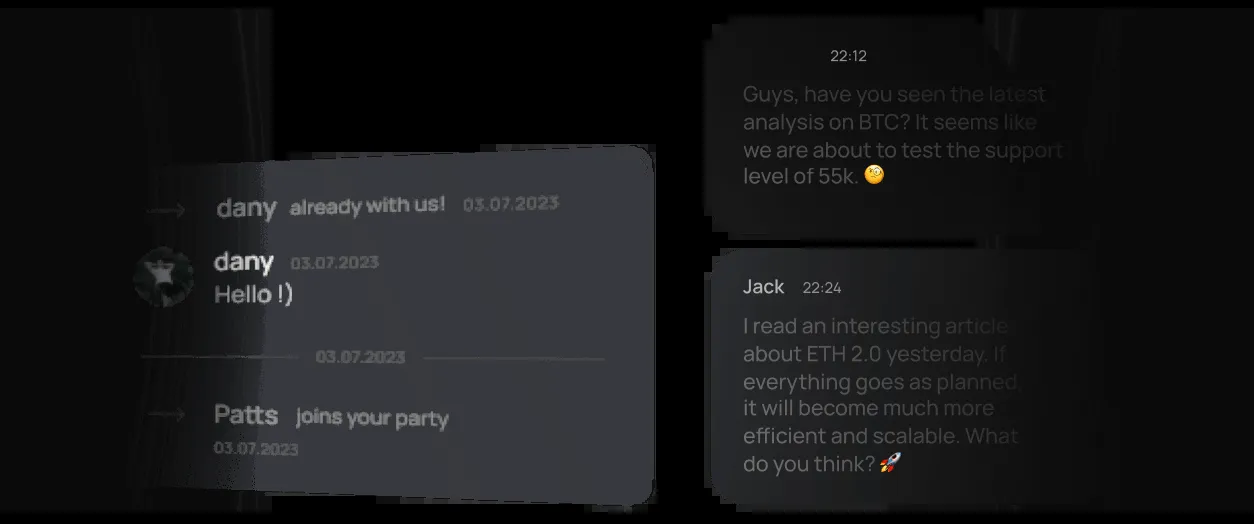 dany already with us! 03.07.2023
dany 03.07.2023
Hello !)
03.07.2023
Patts joins your party
03.07.2023
22:12
Guys, have you seen the latest
analysis on BTC? It seems like
we are about to test the support
level of 55k. 🧐
Jack 22:24
I read an interesting article
about ETH 2.0 yesterday. If
everything goes as planned,
it will become much more
efficient and scalable. What
do you think? 🚀